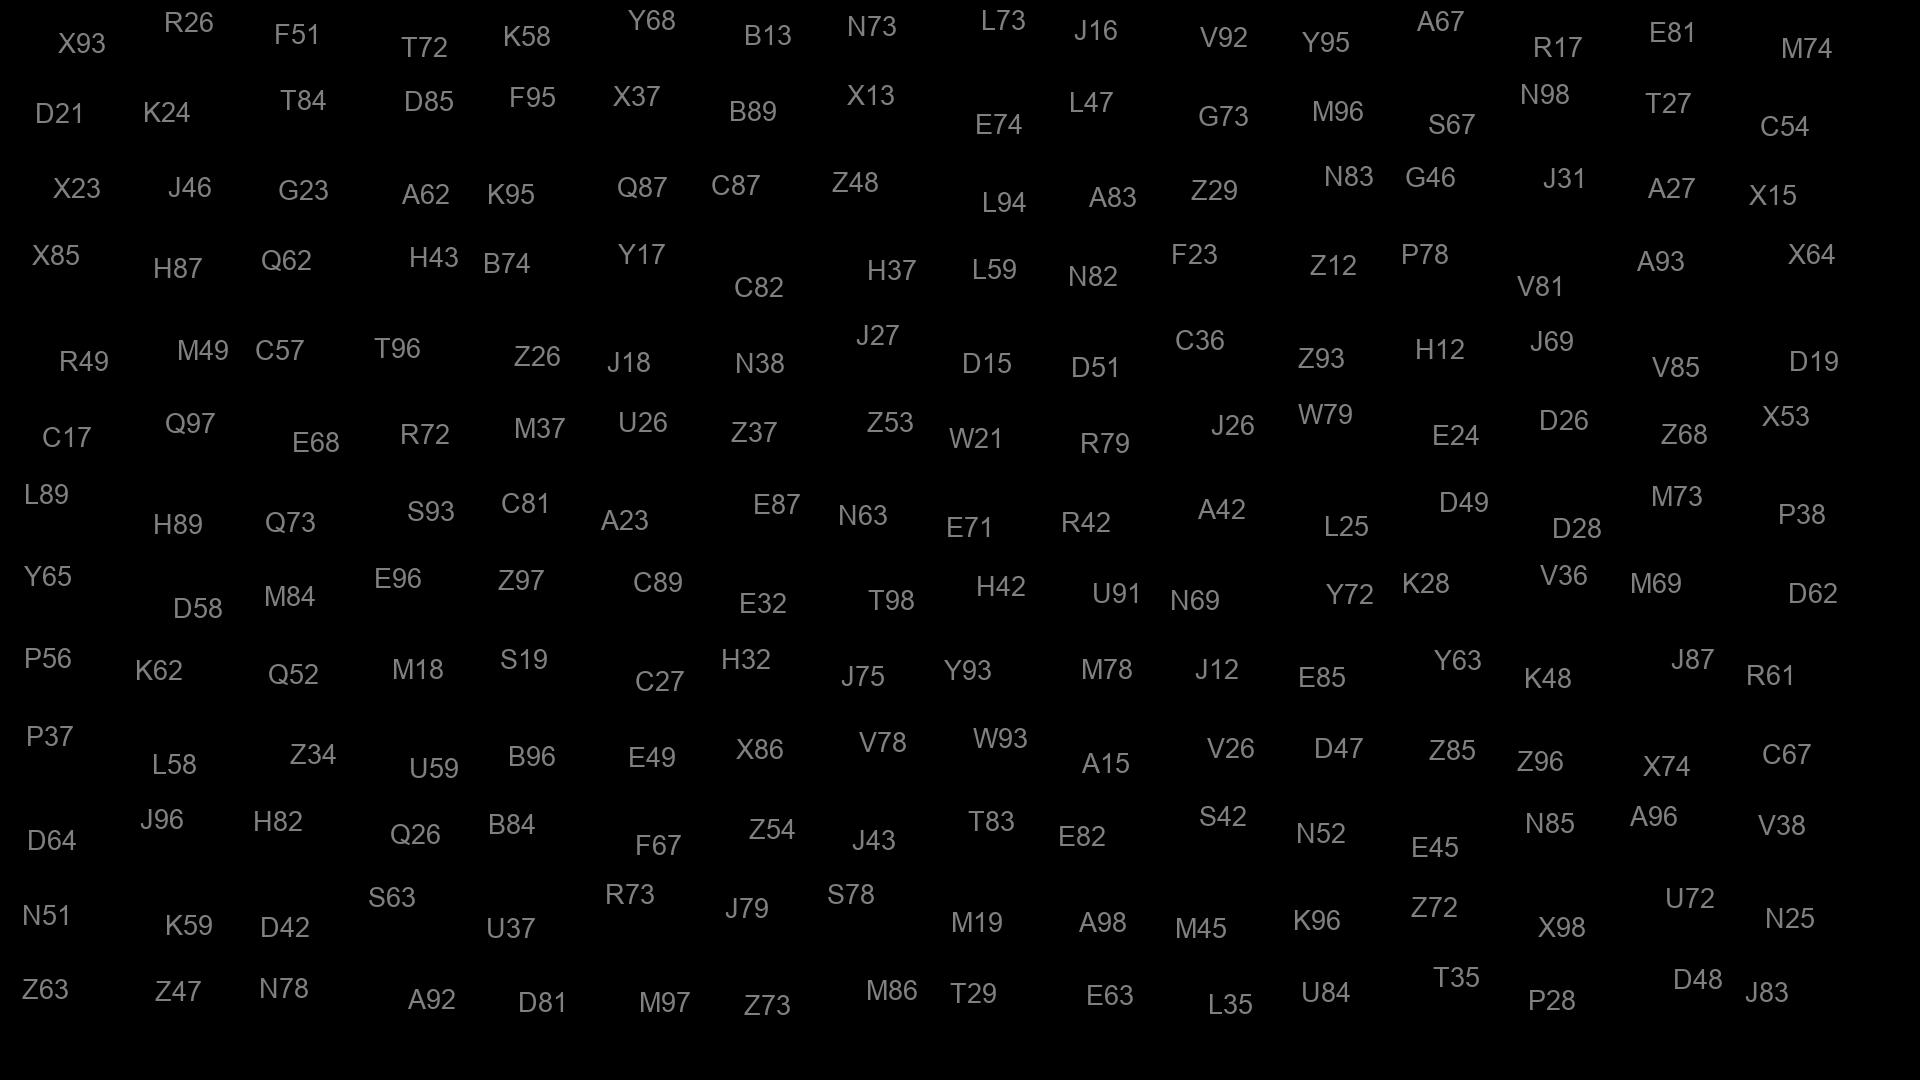 X93 R26 F51 T72 K58 Y68 B13 N73 L73 J16 V92 Y95 A67 R17 E81 M74
D21 K24 T84 D85 F95 X37 B89 X13 E74 L47 G73 M96 S67 N98 T27 C54
X23 J46 G23 A62 K95 Q87 C87 Z48 L94 A83 Z29 N83 G46 J31 A27 X15
X85 H87 Q62 H43 B74 Y17 C82 H37 L59 N82 F23 Z12 P78 V81 A93 X64
R49 M49 C57 T96 Z26 J18 N38 J27 D15 D51 C36 Z93 H12 J69 V85 D19
C17 Q97 E68 R72 M37 U26 Z37 Z53 W21 R79 J26 W79 E24 D26 Z68 X53
L89 H89 Q73 S93 C81 A23 E87 N63 E71 R42 A42 L25 D49 D28 M73 P38
Y65 D58 M84 E96 Z97 C89 E32 T98 H42 U91 N69 Y72 K28 V36 M69 D62
P56 K62 Q52 M18 S19 C27 H32 J75 Y93 M78 J12 E85 Y63 K48 J87 R61
P37 L58 Z34 U59 B96 E49 X86 V78 W93 A15 V26 D47 Z85 Z96 X74 C67
D64 J96 H82 Q26 B84 F67 Z54 J43 T83 E82 S42 N52 E45 N85 A96 V38
N51 K59 D42 S63 U37 R73 J79 S78 M19 A98 M45 K96 Z72 X98 U72 N25
Z63 Z47 N78 A92 D81 M97 Z73 M86 T29 E63 L35 U84 T35 P28 D48 J83